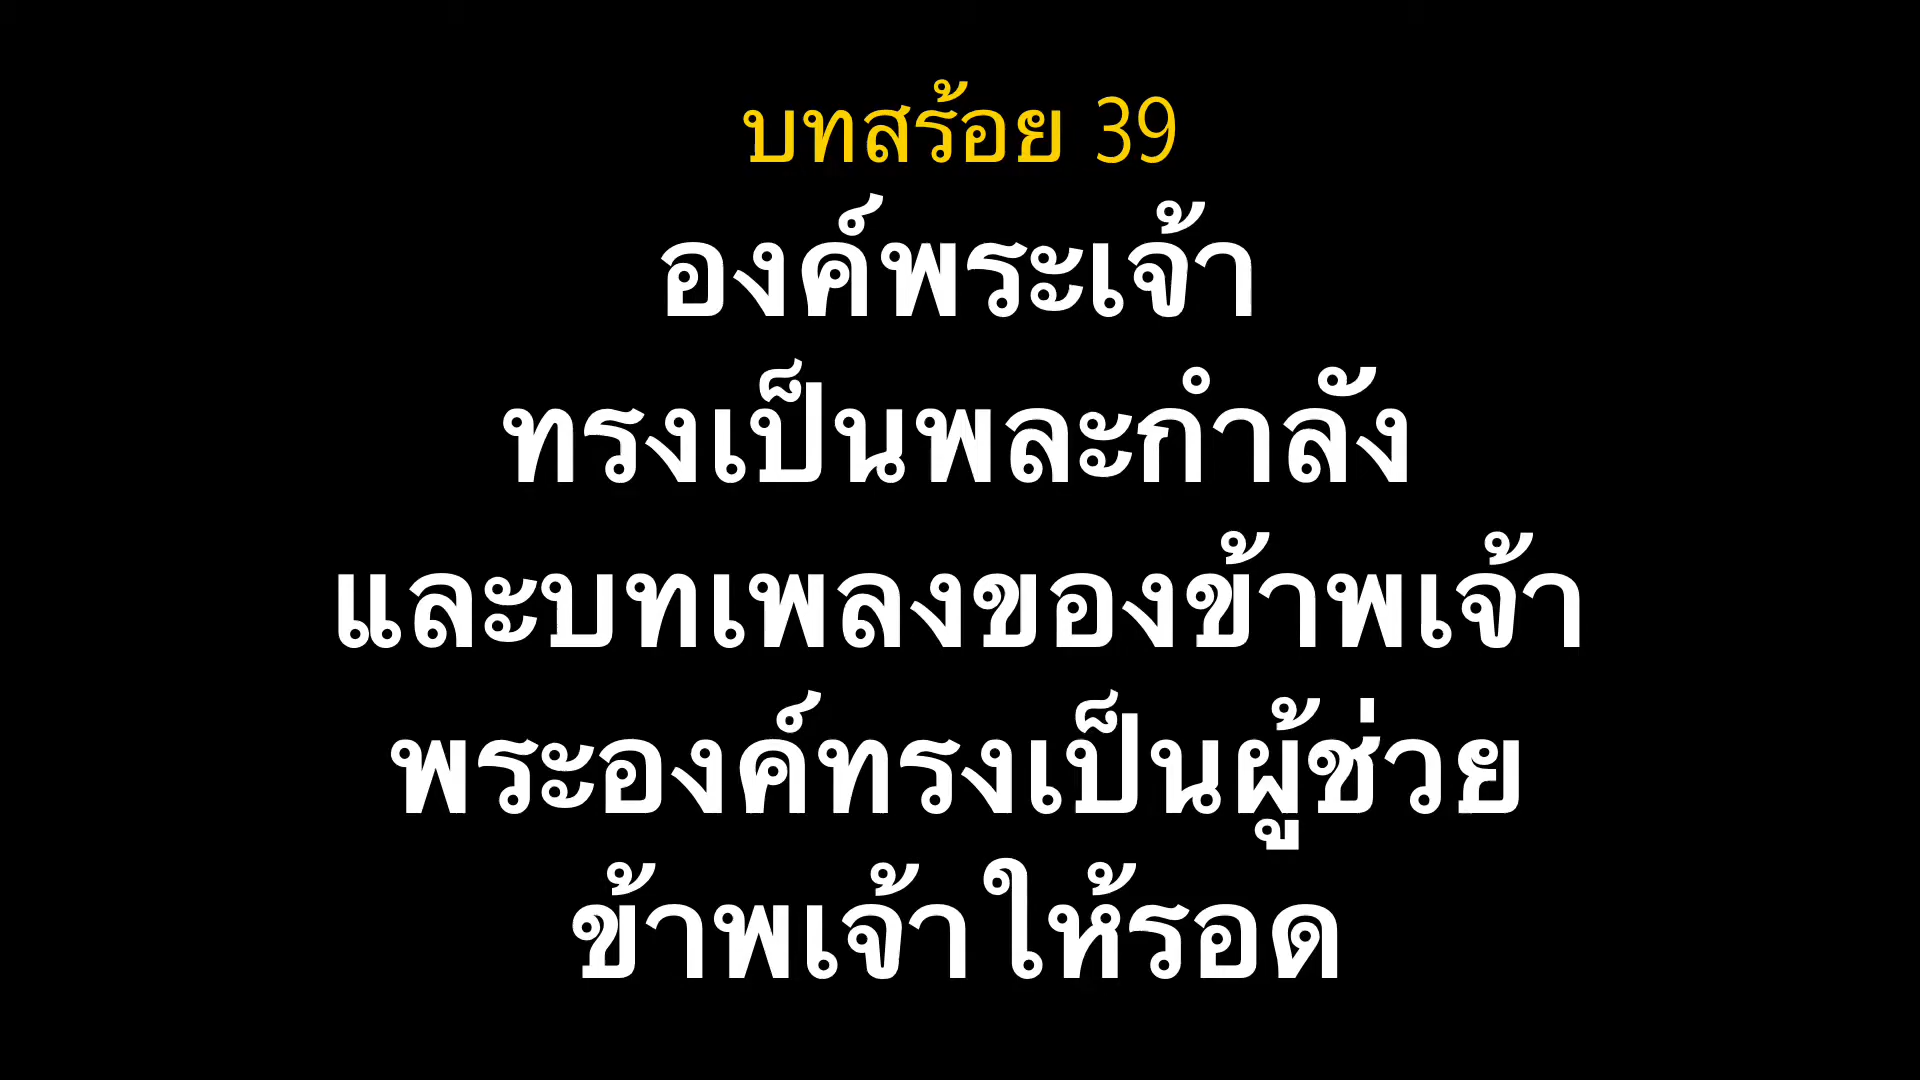 บทสร้อย 39
องค์พระเจ้า
ทรงเป็นพละกำลัง
และบทเพลงของข้าพเจ้า
พระองค์ทรงเป็นผู้ช่วย
ข้าพเจ้าให้รอด